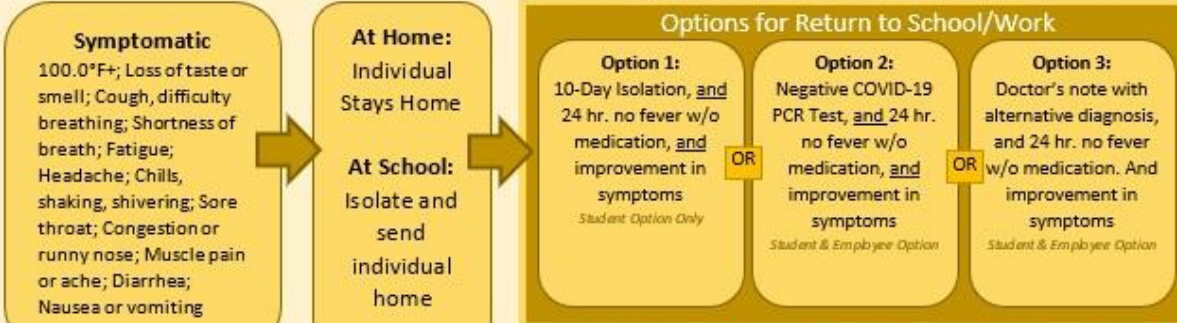 Symptomatic
100.0°F+; Loss of taste or
smell; Cough, difficulty
breathing; Shortness of
breath; Fatigue;
Headache; Chills,
shaking, shivering; Sore
throat; Congestion or
runny nose; Muscle pain
or ache; Diarrhea;
Nausea or vomiting
At Home:
Individual
Stays Home
At School:
Isolate and
send
individual
home
Options for Return to School/Work
Option 1:
10-Day Isolation, and
24 hr. no fever w/o
medication, and
improvement in
symptoms
Student Option Only
OR
Option 2:
Negative COVID-19
PCR Test, and 24 hr.
no fever w/o
medication, and
improvement in
symptoms
Student & Employee Option
OR
Option 3:
Doctor's note with
alternative diagnosis,
and 24 hr. no fever
w/o medication. And
improvement in
symptoms
Student & Employee Option